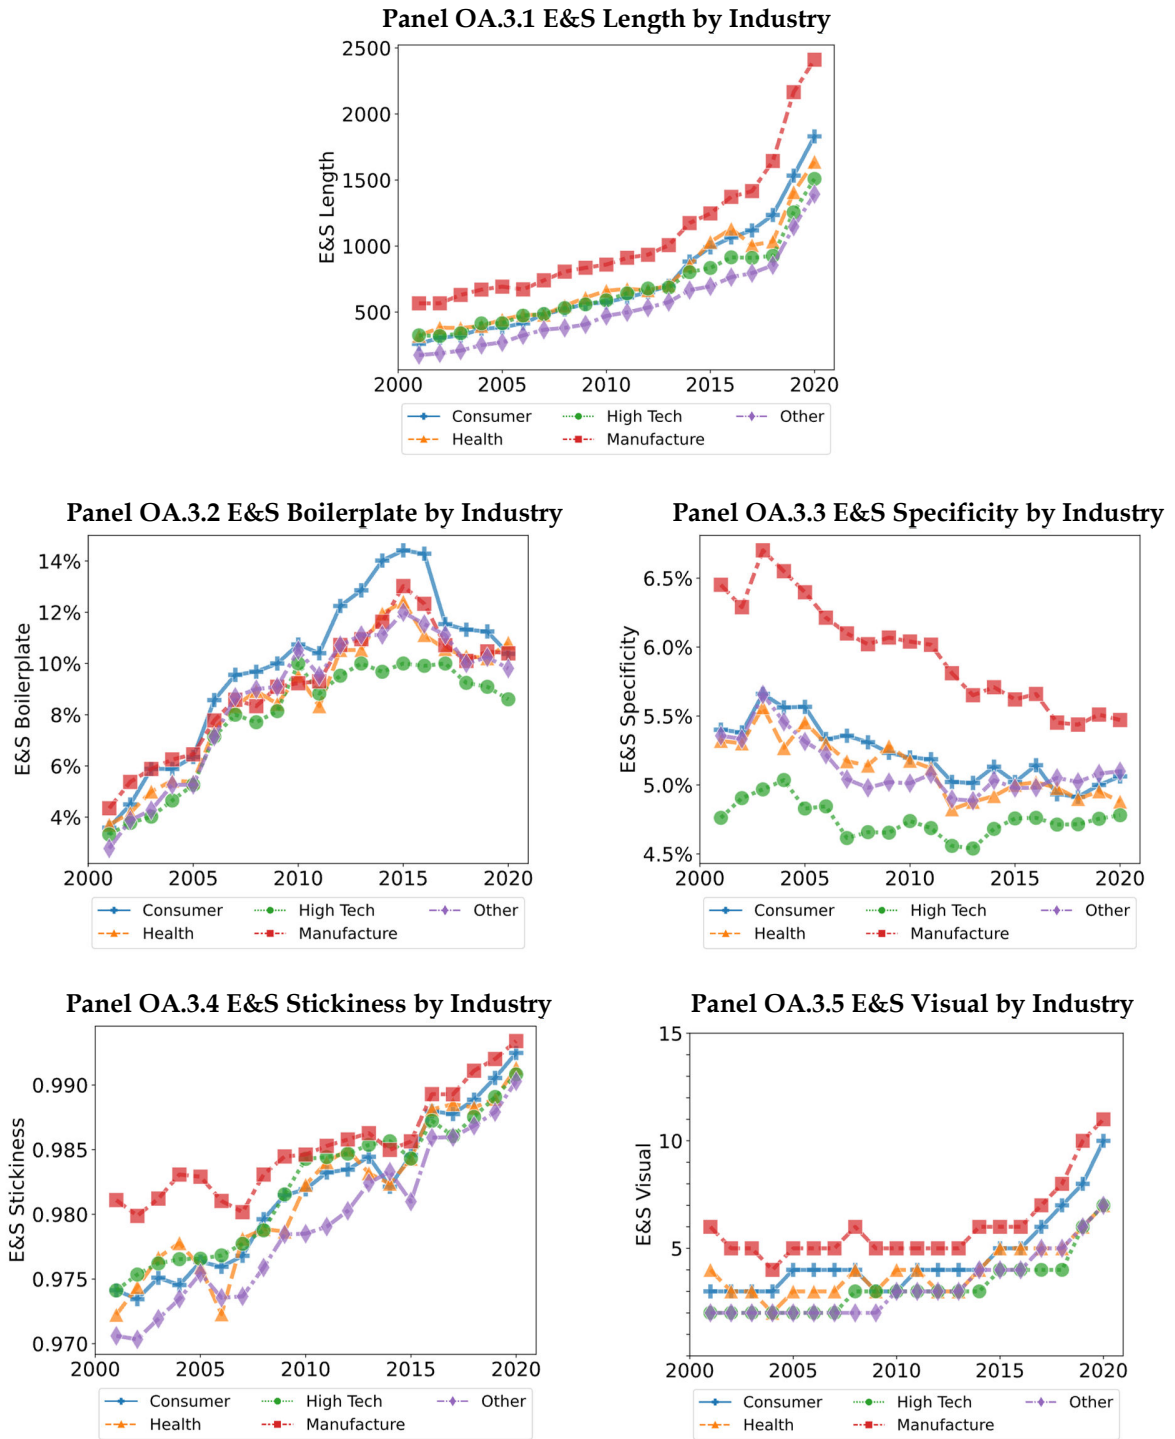 Panel OA.3.1 E&S Length by Industry
2500
2000
1500
1000
500
E&S Length
2000 2005 2010 2015 2020
Consumer High Tech Other
Health Manufacture
Panel OA.3.2 E&S Boilerplate by Industry
14%
12%
10%
8%
6%
4%
E&S Boilerplate
2000 2005 2010 2015 2020
Consumer High Tech Other
Health Manufacture
Panel OA.3.3 E&S Specificity by Industry
6.5%
6.0%
5.5%
5.0%
4.5%
E&S Specificity
2000 2005 2010 2015 2020
Consumer High Tech Other
Health Manufacture
Panel OA.3.4 E&S Stickiness by Industry
0.990
0.985
0.980
0.975
0.970
E&S Stickiness
2000 2005 2010 2015 2020
Consumer High Tech Other
Health Manufacture
Panel OA.3.5 E&S Visual by Industry
15
10
5
E&S Visual
2000 2005 2010 2015 2020
Consumer High Tech Other
Health Manufacture